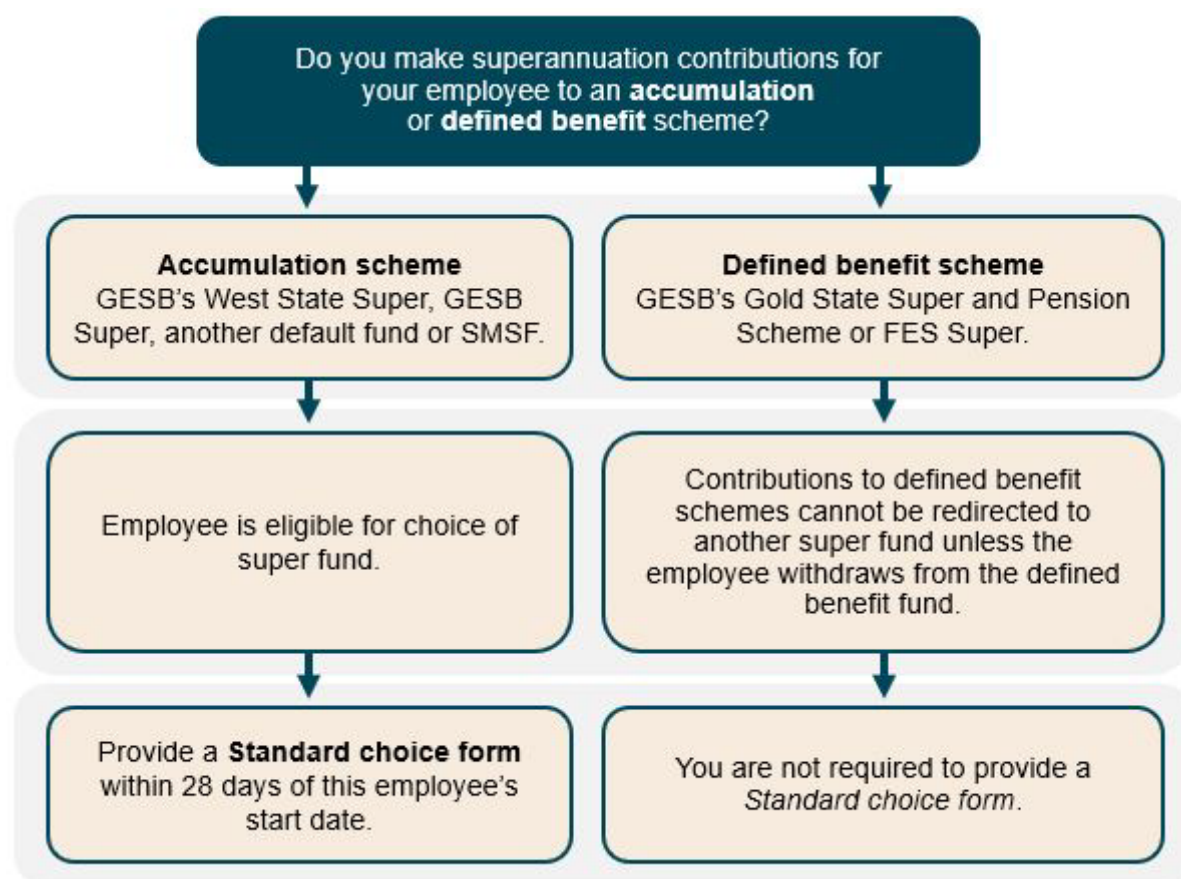 Do you make superannuation contributions for
your employee to an accumulation
or defined benefit scheme?
Accumulation scheme
GESB's West State Super, GESB
Super, another default fund or SMSF.
Defined benefit scheme
GESB's Gold State Super and Pension
Scheme or FES Super.
Employee is eligible for choice of
super fund.
Contributions to defined benefit
schemes cannot be redirected to
another super fund unless the
employee withdraws from the defined
benefit fund.
Provide a Standard choice form
within 28 days of this employee's
start date.
You are not required to provide a
Standard choice form.